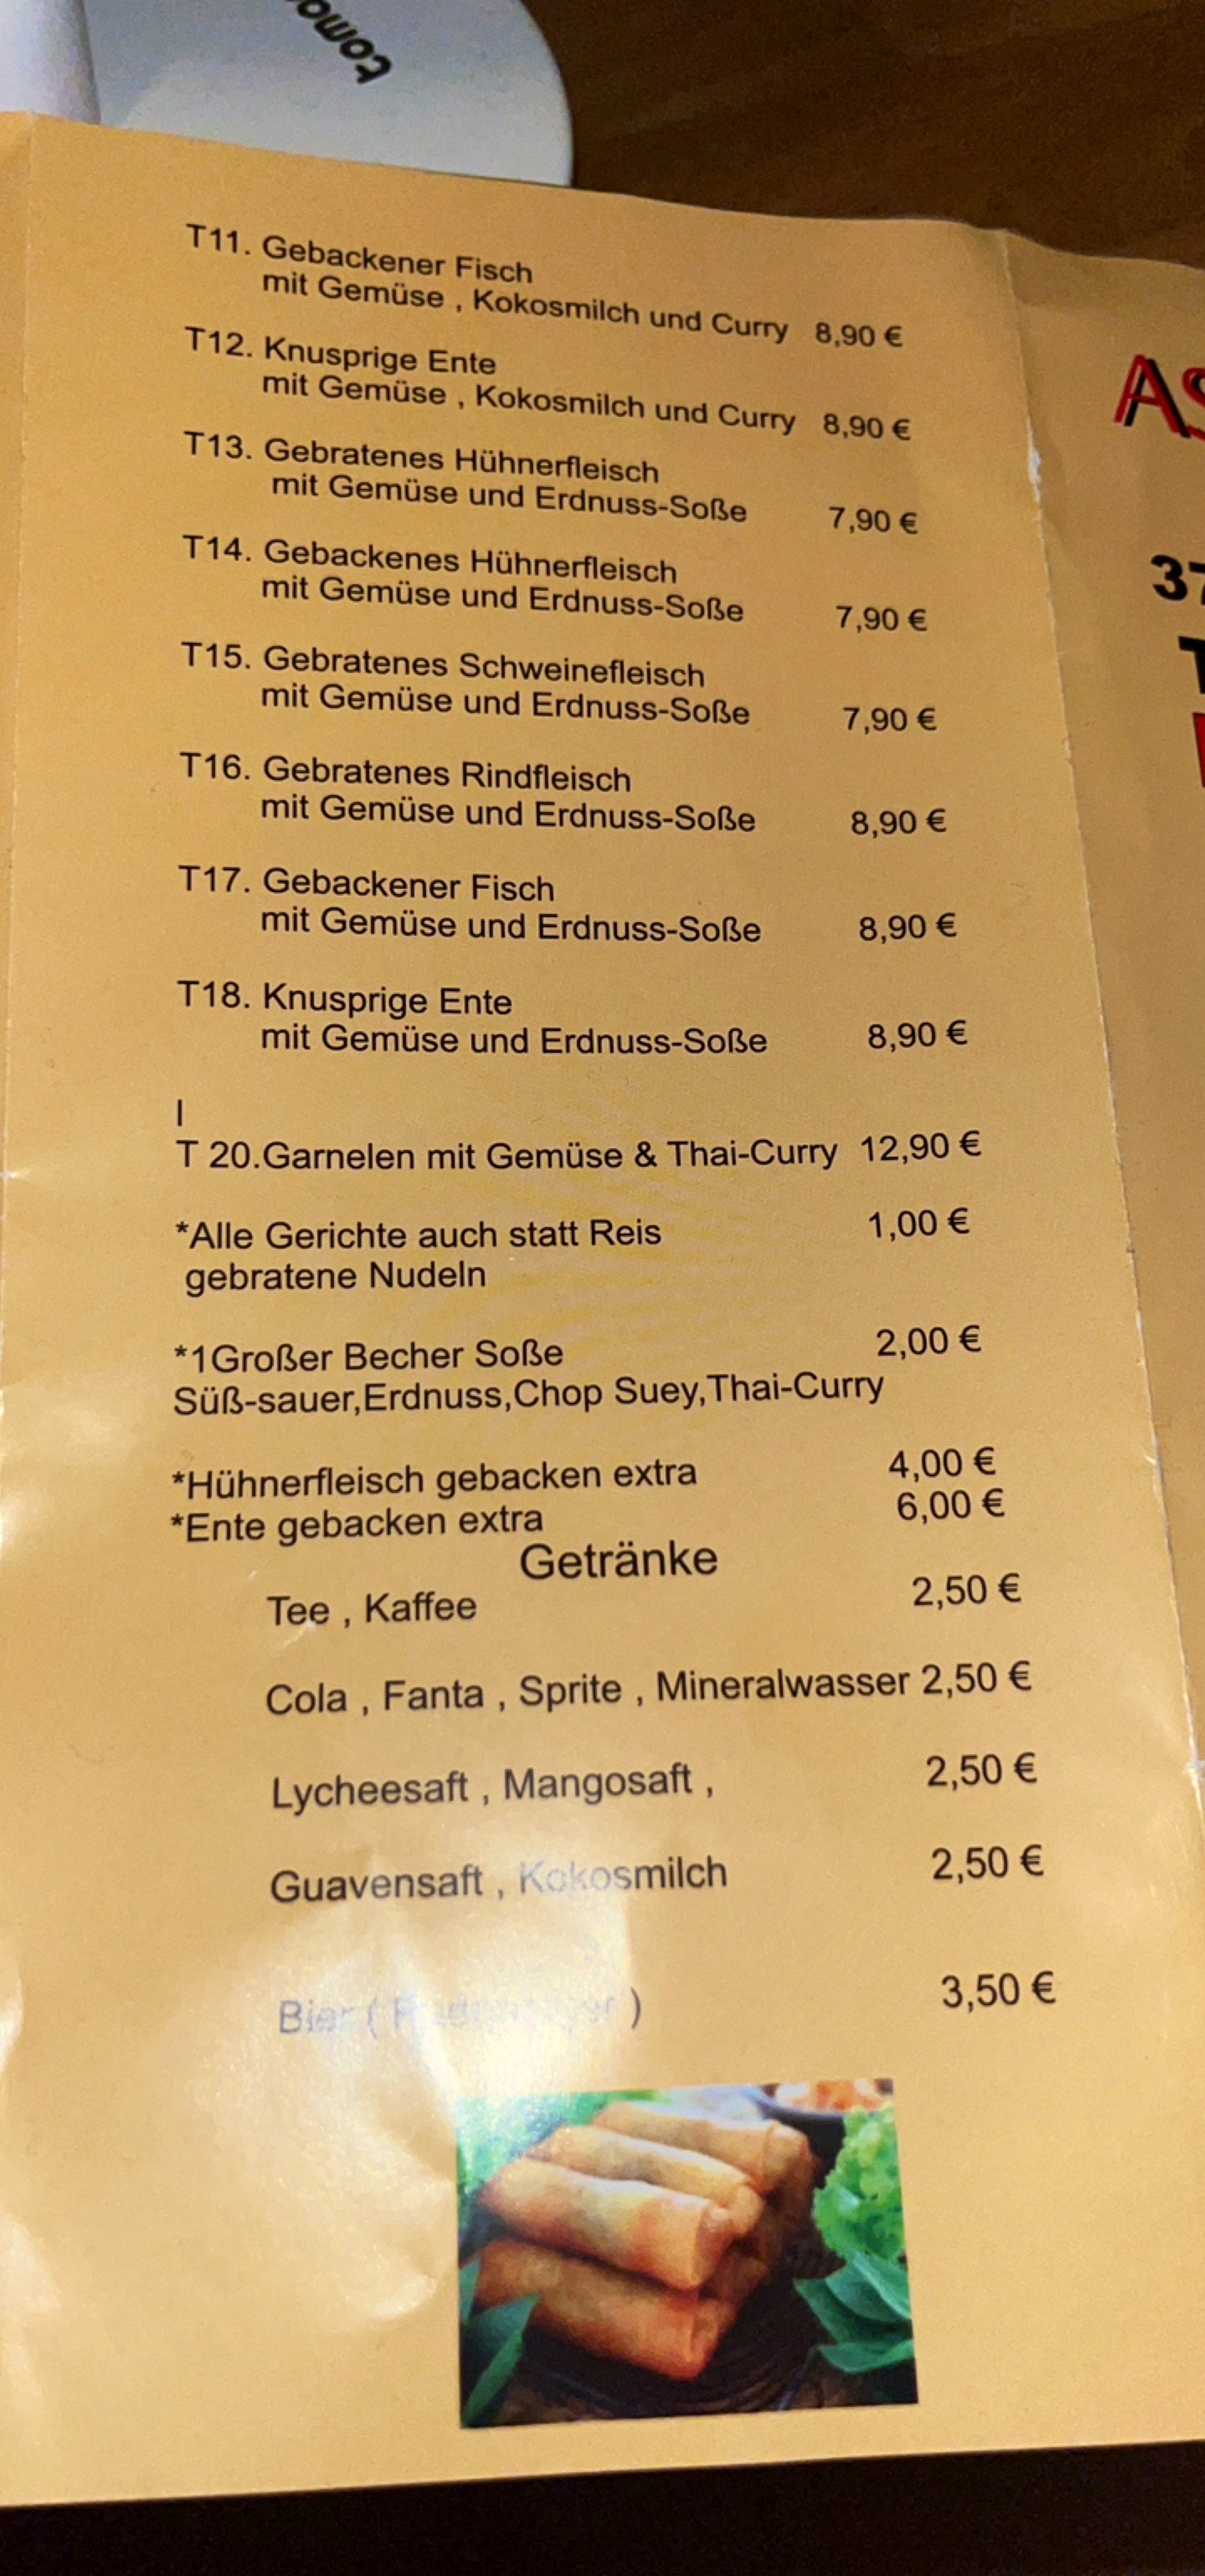 tomo
T11. Gebackener Fisch
mit Gemüse , Kokosmilch und Curry 8,90 €
T12. Knusprige Ente
mit Gemüse , Kokosmilch und Curry 8,90 €
T13. Gebratenes Hühnerfleisch
mit Gemüse und Erdnuss-Soße 7,90 €
T14. Gebackenes Hühnerfleisch
mit Gemüse und Erdnuss-Soße 7,90 €
T15. Gebratenes Schweinefleisch
mit Gemüse und Erdnuss-Soße 7,90 €
T16. Gebratenes Rindfleisch
mit Gemüse und Erdnuss-Soße 8,90 €
T17. Gebackener Fisch
mit Gemüse und Erdnuss-Soße 8,90 €
T18. Knusprige Ente
mit Gemüse und Erdnuss-Soße 8,90 €
I
T 20.Garnelen mit Gemüse & Thai-Curry 12,90 €
*Alle Gerichte auch statt Reis 1,00 €
gebratene Nudeln
*1Großer Becher Soße 2,00 €
Süß-sauer,Erdnuss,Chop Suey,Thai-Curry
*Hühnerfleisch gebacken extra 4,00 €
*Ente gebacken extra 6,00 €
Getränke
Tee , Kaffee 2,50 €
Cola , Fanta , Sprite , Mineralwasser 2,50 €
Lycheesaft , Mangosaft , 2,50 €
Guavensaft , Kokosmilch 2,50 €
Bier ( ) 3,50 €
AS
37
T